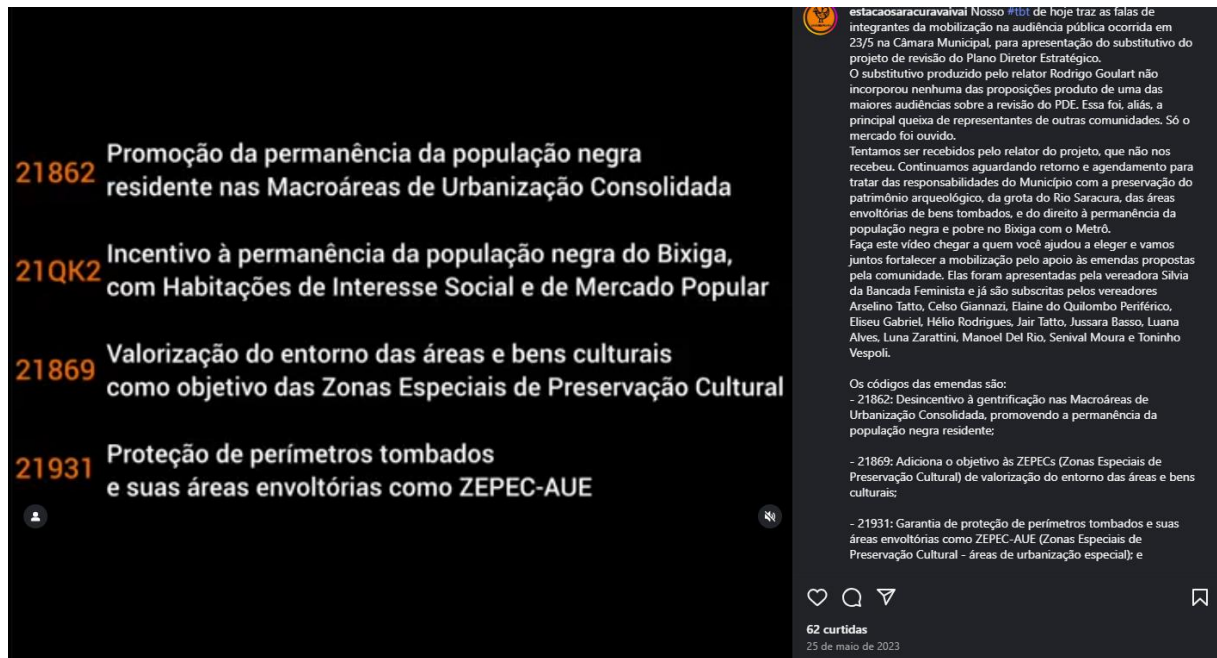 21862 Promoção da permanência da população negra
residente nas Macroáreas de Urbanização Consolidada
21QK2 Incentivo à permanência da população negra do Bixiga,
com Habitações de Interesse Social e de Mercado Popular
21869 Valorização do entorno das áreas e bens culturais
como objetivo das Zonas Especiais de Preservação Cultural
21931 Proteção de perímetros tombados
e suas áreas envoltórias como ZEPEC-AUE
estacaosaracuravaivai Nosso #tbt de hoje traz as falas de
integrantes da mobilização na audiência pública ocorrida em
23/5 na Câmara Municipal, para apresentação do substitutivo do
projeto de revisão do Plano Diretor Estratégico.
O substitutivo produzido pelo relator Rodrigo Goulart não
incorporou nenhuma das proposições produto de uma das
maiores audiências sobre a revisão do PDE. Essa foi, aliás, a
principal queixa de representantes de outras comunidades. Só o
mercado foi ouvido.
Tentamos ser recebidos pelo relator do projeto, que não nos
recebeu. Continuamos aguardando retorno e agendamento para
tratar das responsabilidades do Município com a preservação do
patrimônio arqueológico, da grota do Rio Saracura, das áreas
envoltórias de bens tombados, e do direito à permanência da
população negra e pobre no Bixiga com o Metrô.
Faça este vídeo chegar a quem você ajudou a eleger e vamos
juntos fortalecer a mobilização pelo apoio às emendas propostas
pela comunidade. Elas foram apresentadas pela vereadora Silvia
da Bancada Feminista e já são subscritas pelos vereadores
Arselino Tatto, Celso Giannazi, Elaine do Quilombo Periférico,
Eliseu Gabriel, Hélio Rodrigues, Jair Tatto, Jussara Basso, Luana
Alves, Luna Zarattini, Manoel Del Rio, Senival Moura e Toninho
Vespoli.
Os códigos das emendas são:
- 21862: Desincentivo à gentrificação nas Macroáreas de
Urbanização Consolidada, promovendo a permanência da
população negra residente;
- 21869: Adiciona o objetivo às ZEPECs (Zonas Especiais de
Preservação Cultural) de valorização do entorno das áreas e bens
culturais;
- 21931: Garantia de proteção de perímetros tombados e suas
áreas envoltórias como ZEPEC-AUE (Zonas Especiais de
Preservação Cultural - áreas de urbanização especial); e
62 curtidas
25 de maio de 2023